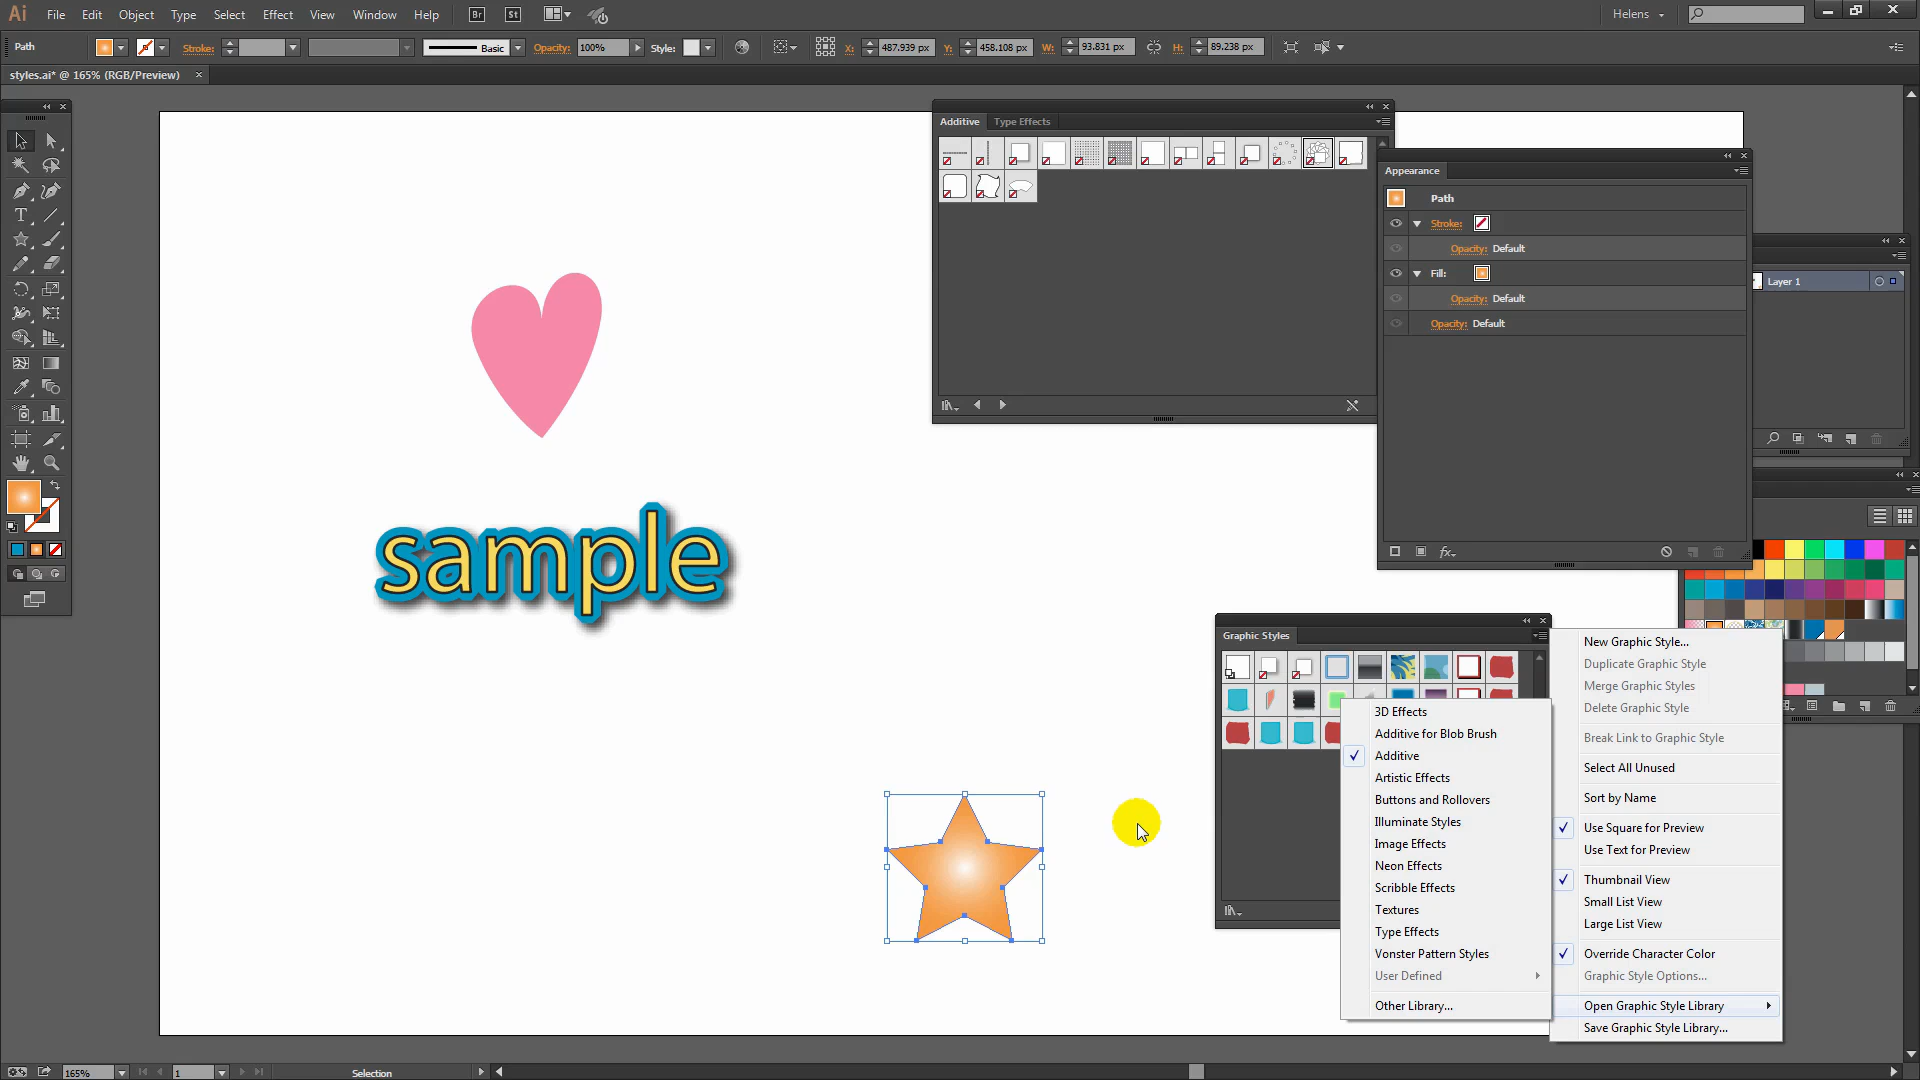 Ai File Edit Object Type Select Effect View Window Help Br St Helens
Path Stroke: Basic Opacity: 100% Style: X: 487.939 px Y: 458.108 px W: 93.831 px H: 89.238 px
styles.ai* @ 165% (RGB/Preview)
Additive Type Effects
Appearance
Path
Stroke:
Opacity: Default
Fill:
Opacity: Default
Opacity: Default
fx
Layer 1
sample
Graphic Styles
3D Effects
Additive for Blob Brush
Additive
Artistic Effects
Buttons and Rollovers
Illuminate Styles
Image Effects
Neon Effects
Scribble Effects
Textures
Type Effects
Vonster Pattern Styles
User Defined
Other Library...
New Graphic Style...
Duplicate Graphic Style
Merge Graphic Styles
Delete Graphic Style
Break Link to Graphic Style
Select All Unused
Sort by Name
Use Square for Preview
Use Text for Preview
Thumbnail View
Small List View
Large List View
Override Character Color
Graphic Style Options...
Open Graphic Style Library
Save Graphic Style Library...
165% 1 Selection